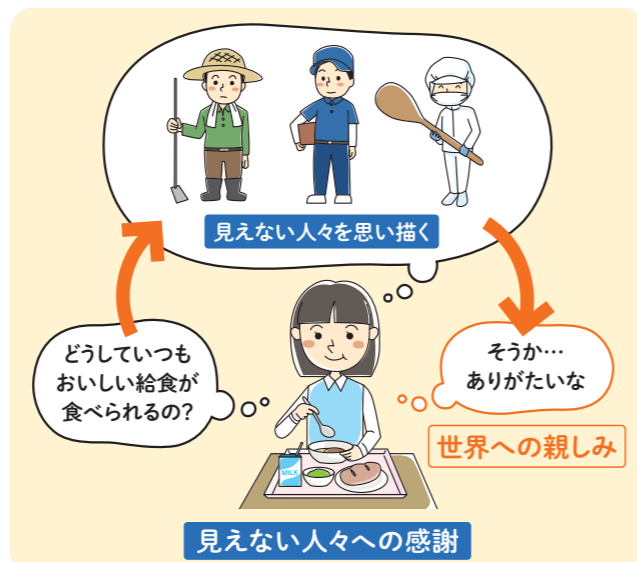 見えない人々を思い描く
どうしていつも
おいしい給食が
食べられるの?
そうか…
ありがたいな
世界への親しみ
MILK
見えない人々への感謝